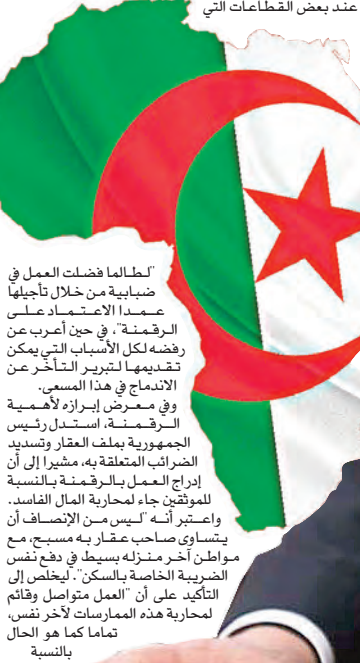 عند بعض القطاعات التي
"لطالما فضلت العمل في
ضبابية من خلال تأجيلها
عمدا الاعتماد على
الرقمنة"، في حين أعرب عن
رفضه لكل الأسباب التي يمكن
تقديمها لتبرير التأخر عن
الاندماج في هذا المسعى.
وفي معرض إبرازه لأهمية
الرقمنة، استدل رئيس
الجمهورية بملف العقار وتسديد
الضرائب المتعلقة به، مشيرا إلى أن
إدراج العمل بالرقمنة بالنسبة
للموثقين جاء لمحاربة المال الفاسد.
واعتبر أنه "ليس من الإنصاف أن
يتساوى صاحب عقار به مسبح، مع
مواطن آخر منزله بسيط في دفع نفس
الضريبة الخاصة بالسكن". ليخلص إلى
التأكيد على أن "العمل متواصل وقائم
لمحاربة هذه الممارسات لآخر نفس،
تماما كما هو الحال
بالنسبة